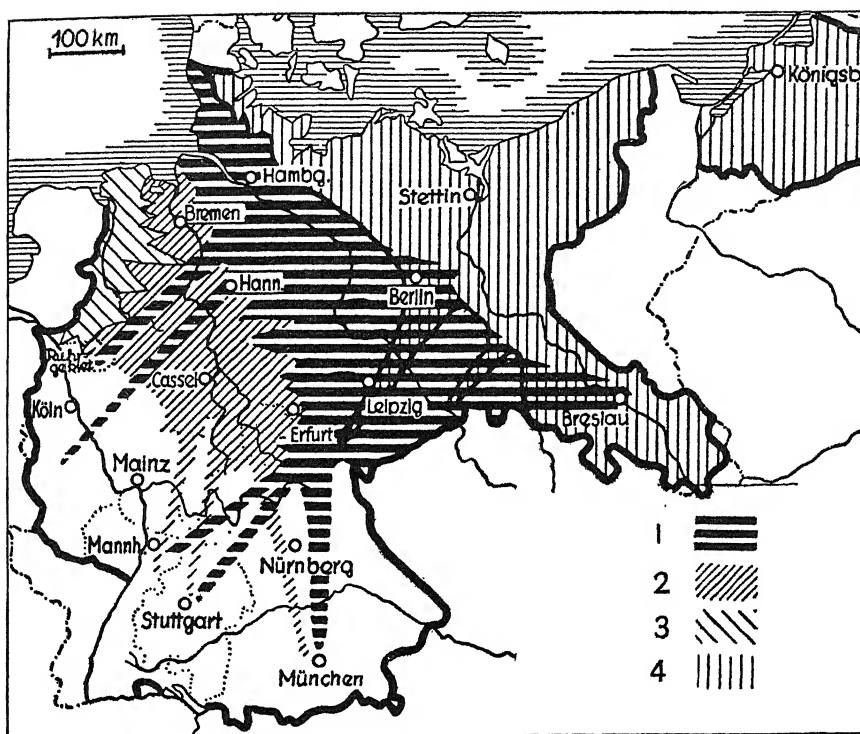 100 km
Königsb
Hambg.
Stettin
Bremen
Hann.
Berlin
Ruhr-
gebiet
Cassel
Köln
Leipzig
Erfurt
Breslau
Mainz
Mannh.
Nürnberg
Stuttgart
München
1
2
3
4